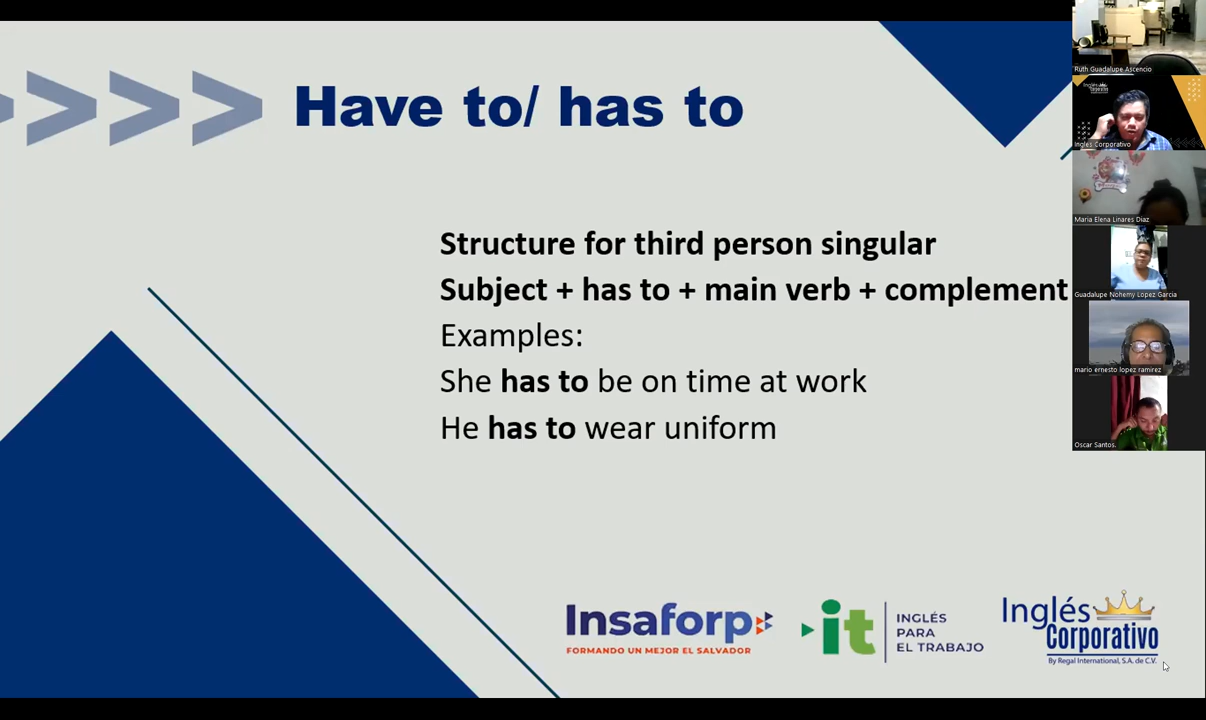 Have to/ has to
Structure for third person singular
Subject + has to + main verb + complement
Examples:
She has to be on time at work
He has to wear uniform
Insaforp
FORMANDO UN MEJOR EL SALVADOR
it
INGLÉS
PARA
EL TRABAJO
Inglés
Corporativo
By Regal International, S.A. de C.V.
Ruth Guadalupe Ascencio
Inglés Corporativo
Maria Elena Linares Diaz
Guadalupe Nohemy Lopez Garcia
mario ernesto lopez ramirez
Oscar Santos.